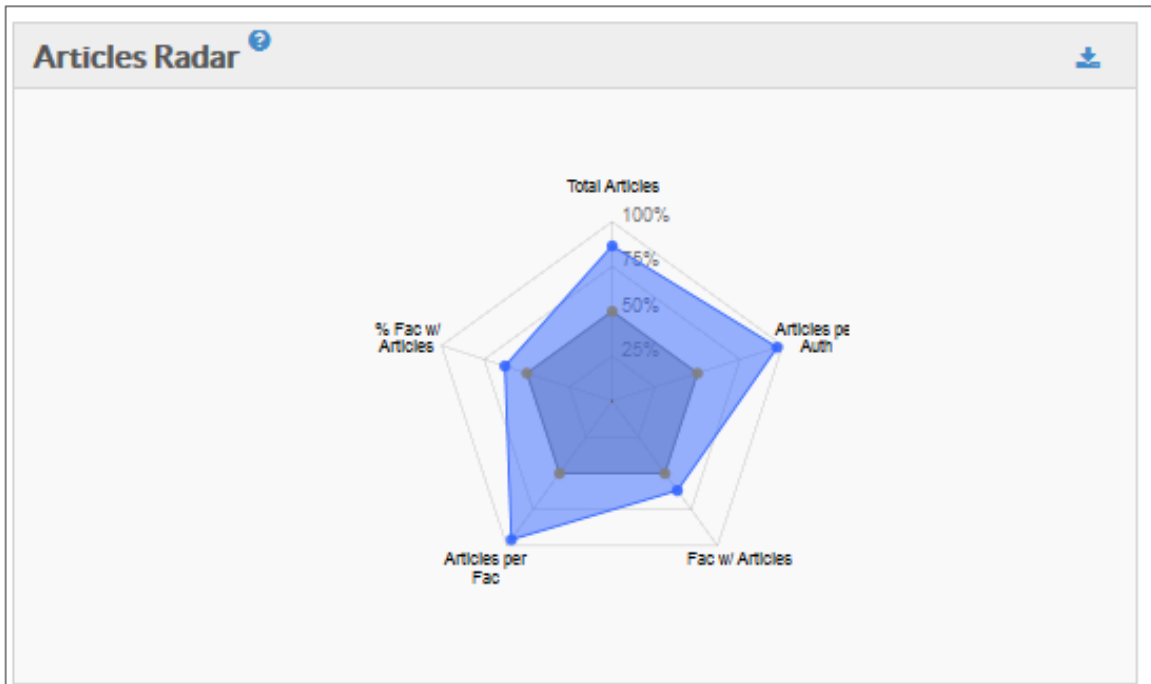 Articles Radar ?
Total Articles
100%
75%
50%
25%
% Fac w/
Articles
Articles pe
Auth
Articles per
Fac
Fac w/ Articles